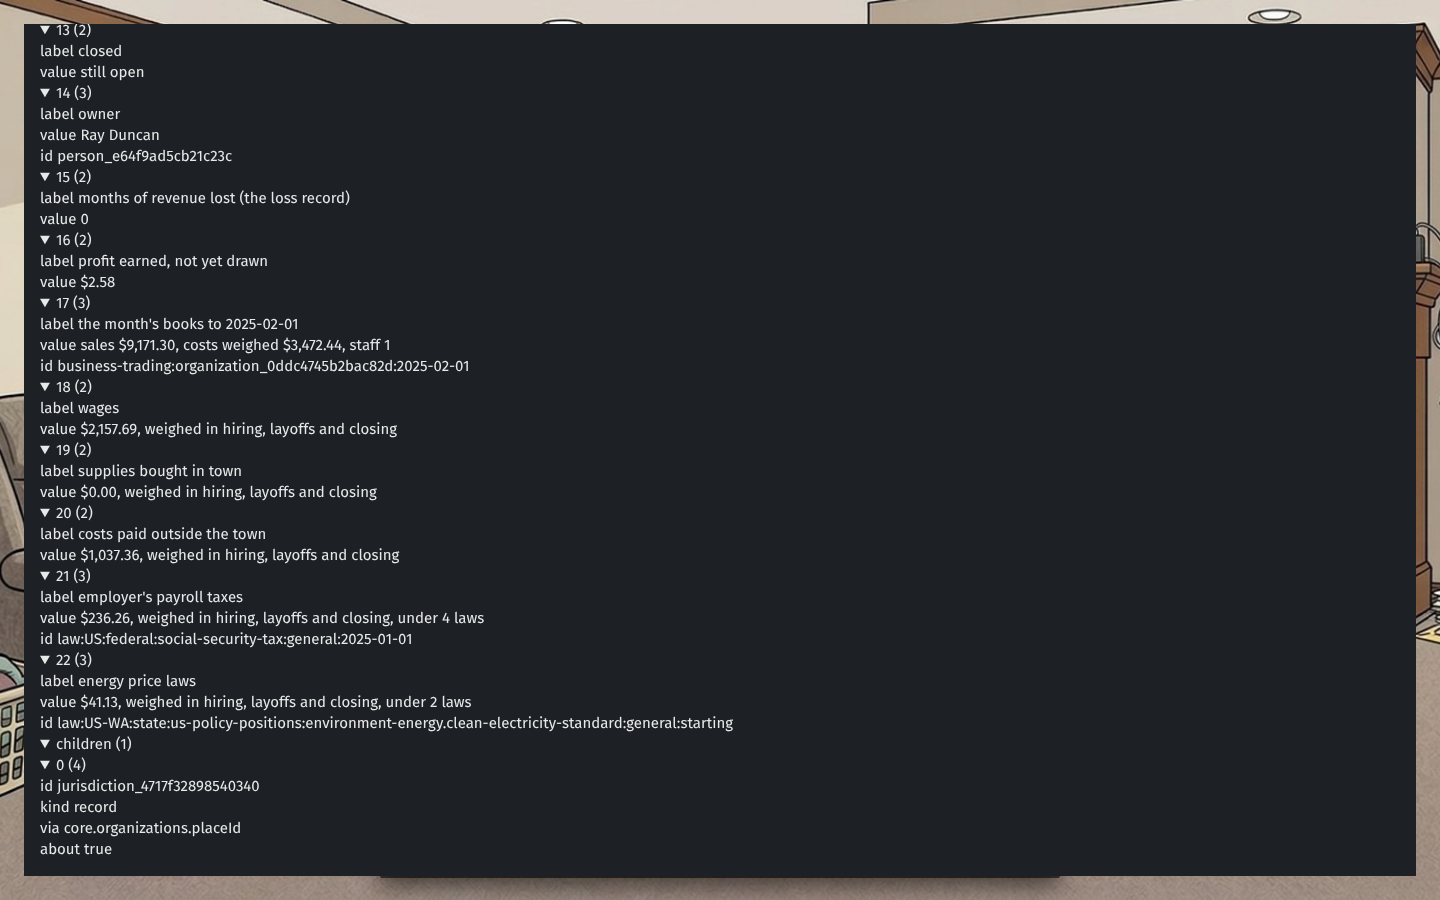 ▼ 13 (2)
label closed
value still open
▼ 14 (3)
label owner
value Ray Duncan
id person_e64f9ad5cb21c23c
▼ 15 (2)
label months of revenue lost (the loss record)
value 0
▼ 16 (2)
label profit earned, not yet drawn
value $2.58
▼ 17 (3)
label the month's books to 2025-02-01
value sales $9,171.30, costs weighed $3,472.44, staff 1
id business-trading:organization_0ddc4745b2bac82d:2025-02-01
▼ 18 (2)
label wages
value $2,157.69, weighed in hiring, layoffs and closing
▼ 19 (2)
label supplies bought in town
value $0.00, weighed in hiring, layoffs and closing
▼ 20 (2)
label costs paid outside the town
value $1,037.36, weighed in hiring, layoffs and closing
▼ 21 (3)
label employer's payroll taxes
value $236.26, weighed in hiring, layoffs and closing, under 4 laws
id law:US:federal:social-security-tax:general:2025-01-01
▼ 22 (3)
label energy price laws
value $41.13, weighed in hiring, layoffs and closing, under 2 laws
id law:US-WA:state:us-policy-positions:environment-energy.clean-electricity-standard:general:starting
▼ children (1)
▼ 0 (4)
id jurisdiction_4717f32898540340
kind record
via core.organizations.placeId
about true